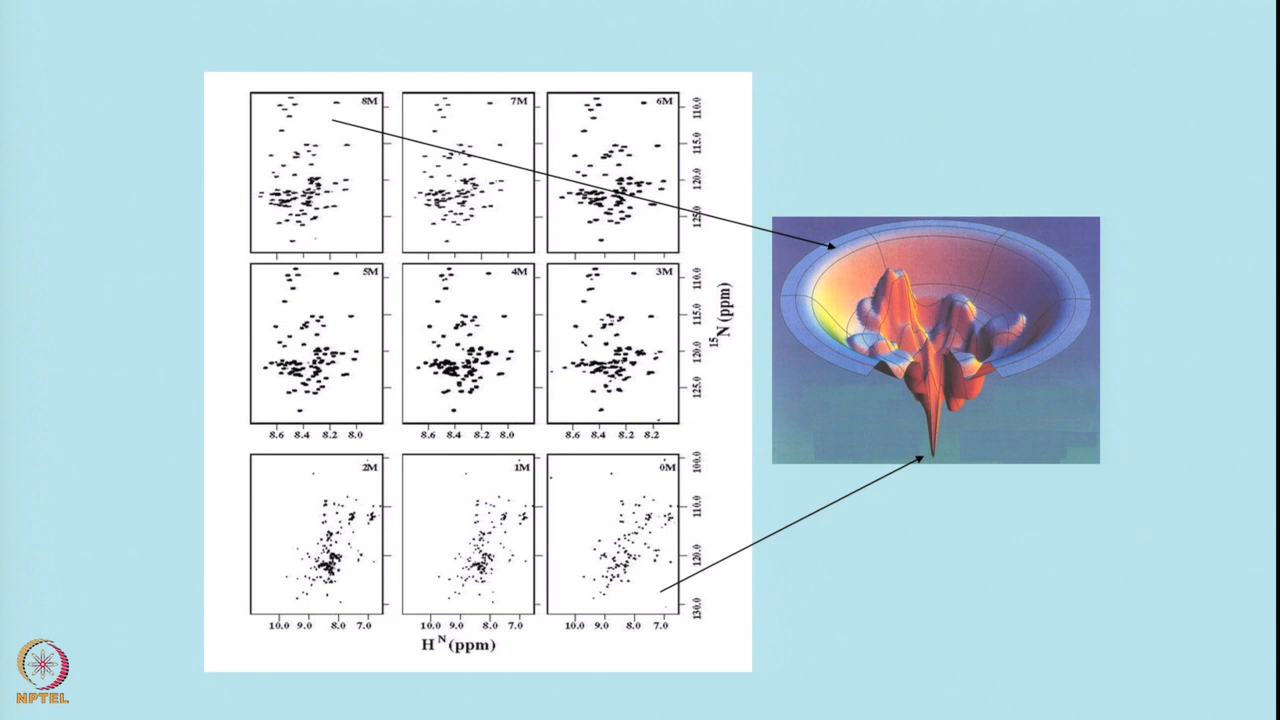 8M 7M 6M
110.0
115.0
120.0
125.0
5M 4M 3M
110.0
115.0
120.0
125.0
15N (ppm)
8.6 8.4 8.2 8.0 8.6 8.4 8.2 8.0 8.6 8.4 8.2 8.2
2M 1M 0M
100.0
110.0
120.0
130.0
10.0 9.0 8.0 7.0 10.0 9.0 8.0 7.0 10.0 9.0 8.0 7.0
HN (ppm)
NPTEL